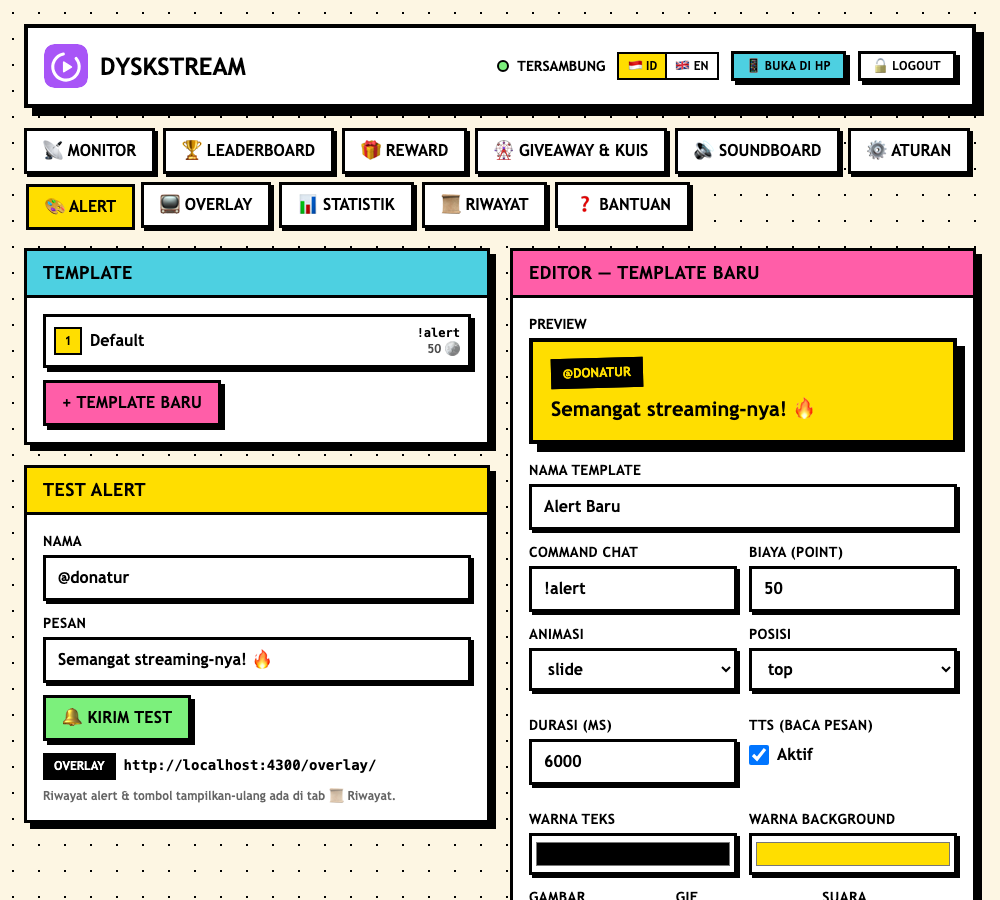 DYSKSTREAM
TERSAMBUNG
🇮🇩 ID
🇬🇧 EN
📱 BUKA DI HP
🔓 LOGOUT
📡 MONITOR
🏆 LEADERBOARD
🎁 REWARD
🎡 GIVEAWAY & KUIS
🔊 SOUNDBOARD
⚙️ ATURAN
🎨 ALERT
📺 OVERLAY
📊 STATISTIK
📜 RIWAYAT
❓ BANTUAN
TEMPLATE
1 Default
!alert
50 🪙
+ TEMPLATE BARU
TEST ALERT
NAMA
@donatur
PESAN
Semangat streaming-nya! 🔥
🔔 KIRIM TEST
OVERLAY http://localhost:4300/overlay/
Riwayat alert & tombol tampilkan-ulang ada di tab 📜 Riwayat.
EDITOR — TEMPLATE BARU
PREVIEW
@DONATUR
Semangat streaming-nya! 🔥
NAMA TEMPLATE
Alert Baru
COMMAND CHAT
BIAYA (POINT)
!alert
50
ANIMASI
POSISI
slide
top
DURASI (MS)
TTS (BACA PESAN)
6000
Aktif
WARNA TEKS
WARNA BACKGROUND
GAMBAR
GIF
SUARA